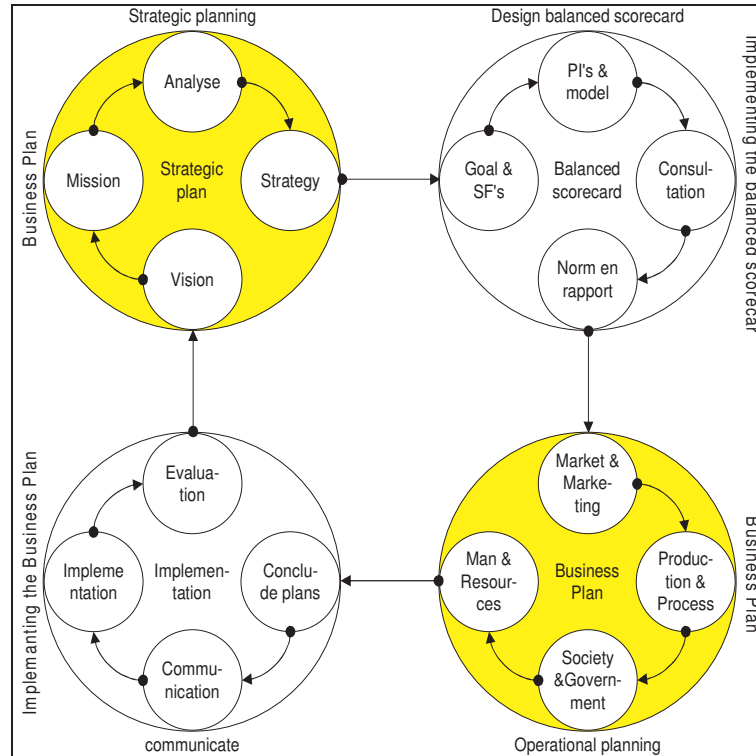 Strategic planning
Design balanced scorecard
Business Plan
Analyse
Mission
Strategic
plan
Strategy
Vision
PI's &
model
Goal &
SF's
Balanced
scorecard
Consul-
tation
Norm en
rapport
Implementing the balanced scorecar
Implemanting the Business Plan
Evalua-
tion
Impleme
ntation
Implemen-
tation
Conclu-
de plans
Commu-
nication
communicate
Market &
Marke-
ting
Man &
Resour-
ces
Business
Plan
Produc-
tion &
Process
Society
&Govern-
ment
Business Plan
Operational planning